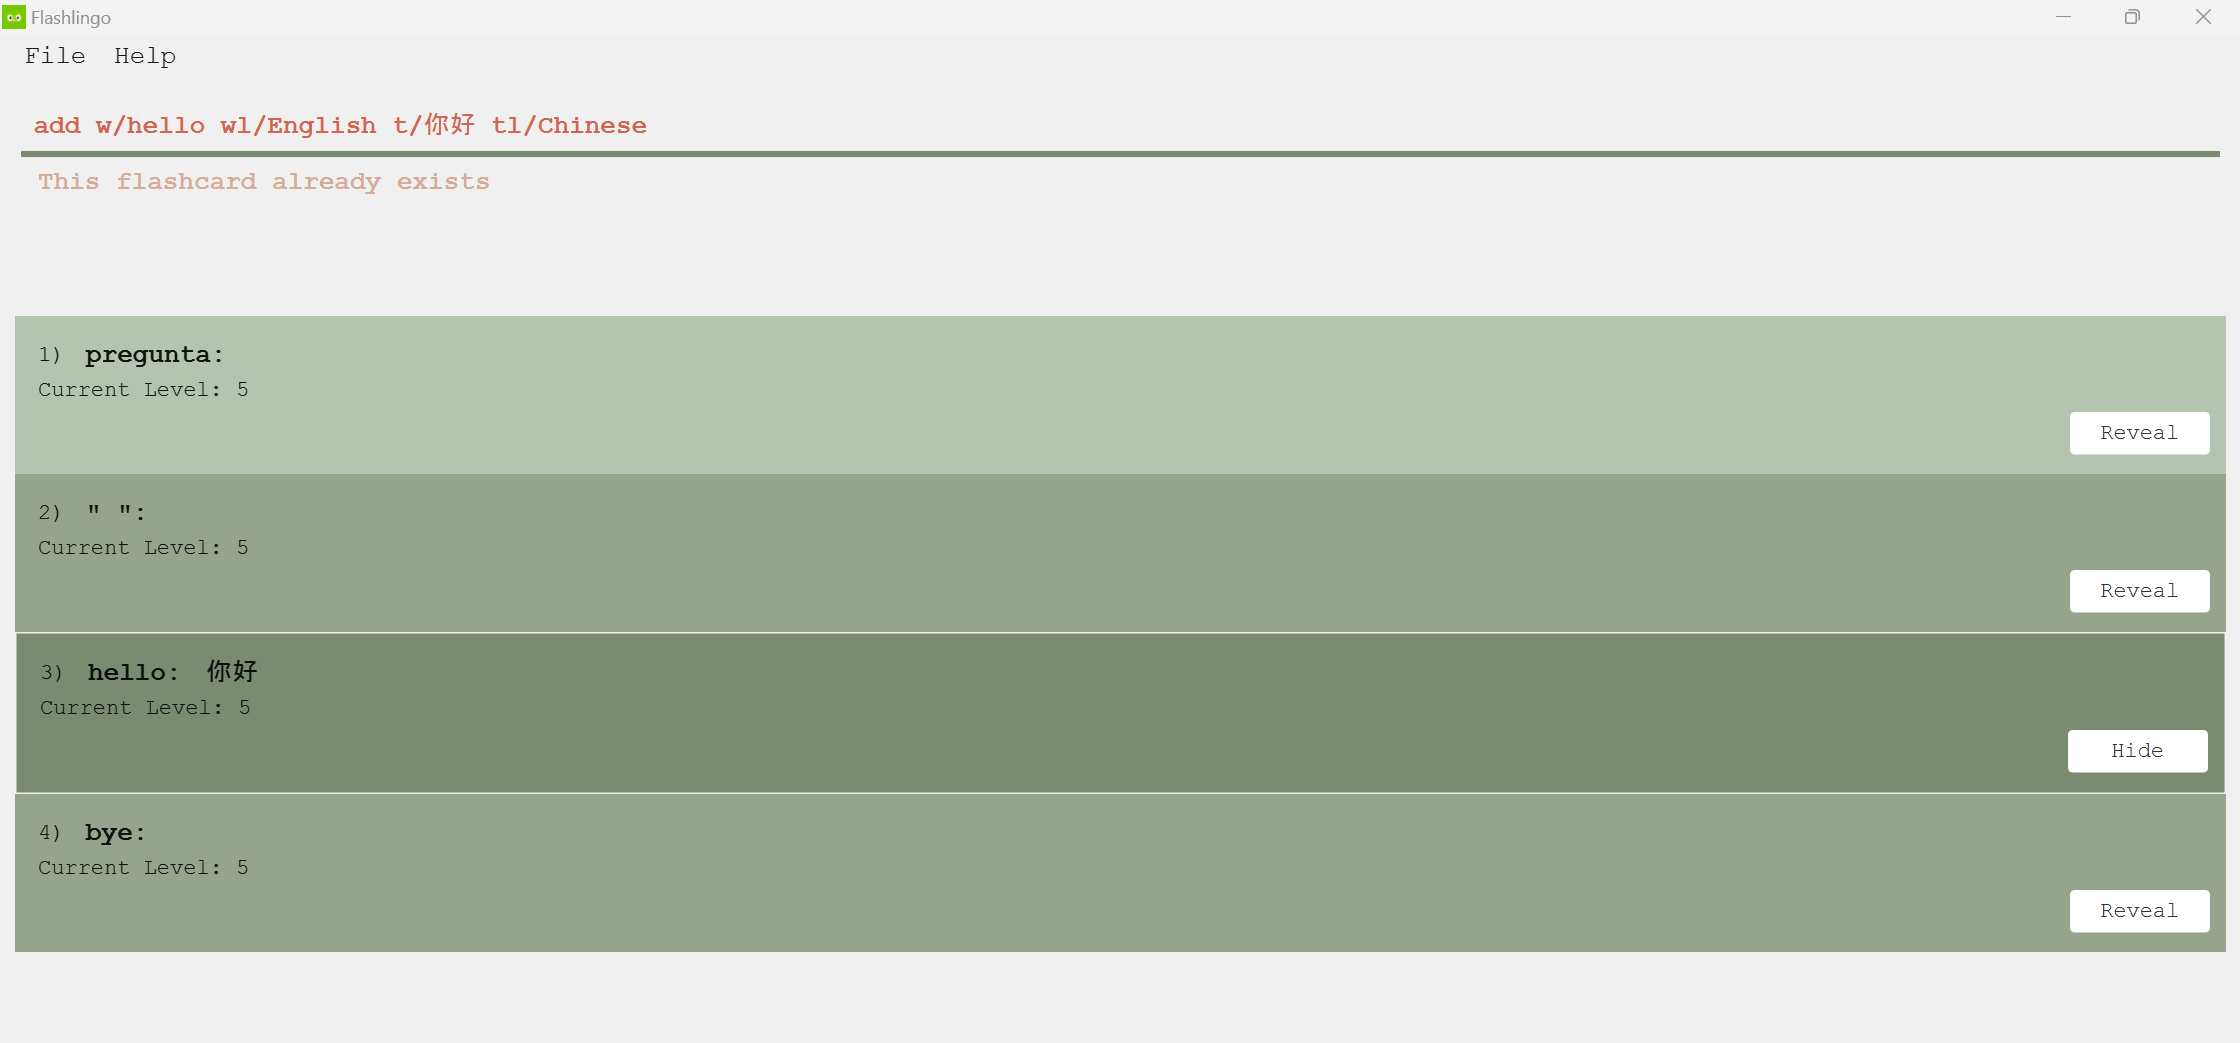 Flashlingo
File Help
add w/hello wl/English t/你好 tl/Chinese
This flashcard already exists
1) pregunta:
Current Level: 5
Reveal
2) " ":
Current Level: 5
Reveal
3) hello: 你好
Current Level: 5
Hide
4) bye:
Current Level: 5
Reveal